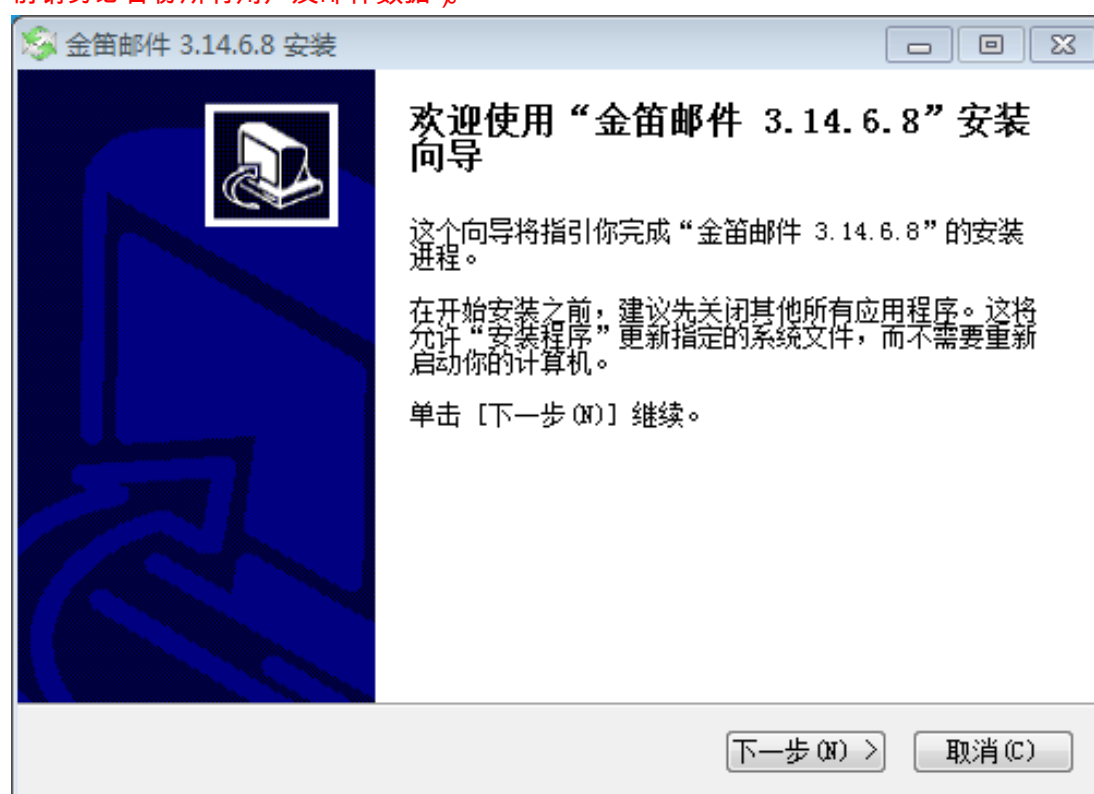 金笛邮件 3.14.6.8 安装
欢迎使用“金笛邮件 3.14.6.8”安装
向导
这个向导将指引你完成“金笛邮件 3.14.6.8”的安装
进程。
在开始安装之前，建议先关闭其他所有应用程序。这将
允许“安装程序”更新指定的系统文件，而不需要重新
启动你的计算机。
单击 [下一步(N)] 继续。
下一步(N) >
取消(C)